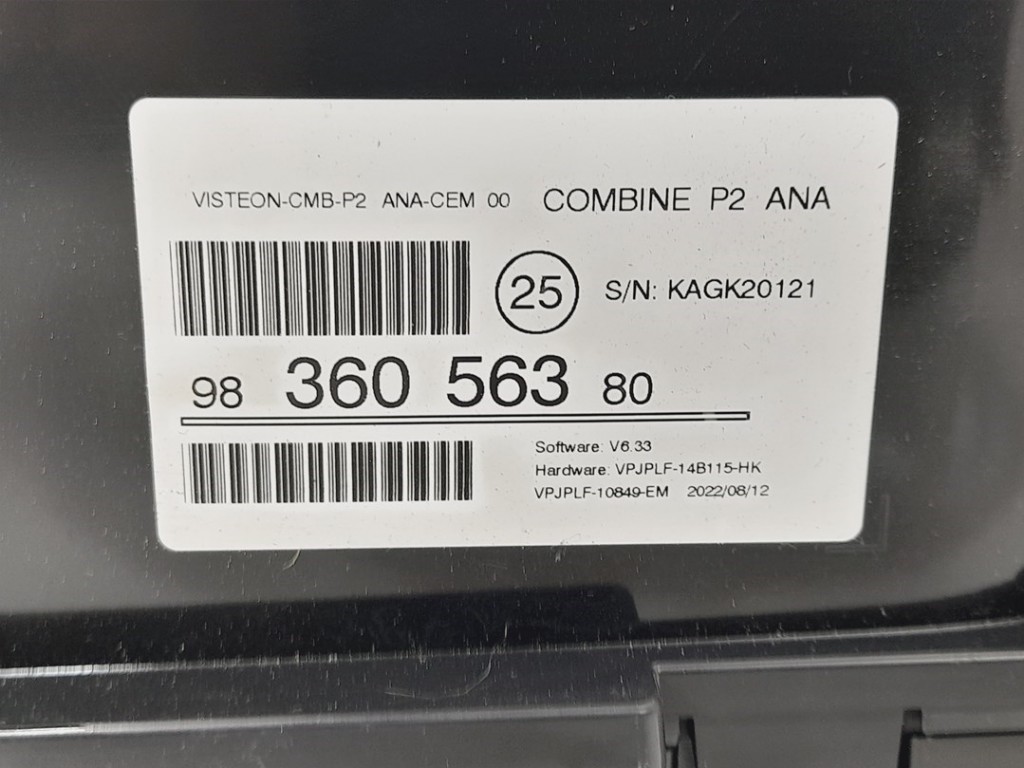 VISTEON-CMB-P2 ANA-CEM 00 COMBINE P2 ANA
25 S/N: KAGK20121
98 360 563 80
Software: V6.33
Hardware: VPJPLF-14B115-HK
VPJPLF-10849-EM 2022/08/12